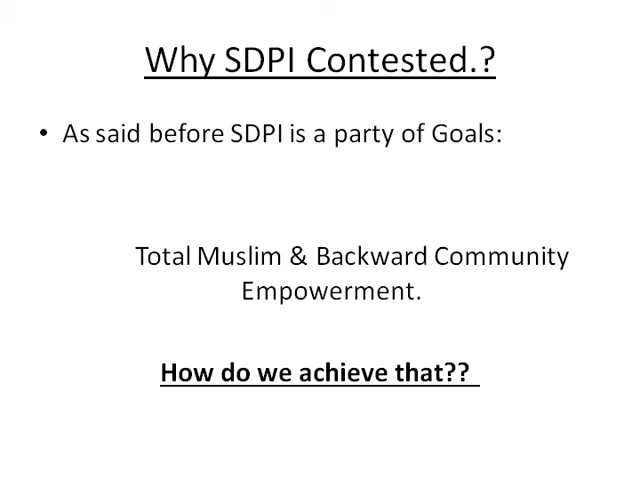 Why SDPI Contested.?
• As said before SDPI is a party of Goals:
Total Muslim & Backward Community
Empowerment.
How do we achieve that??